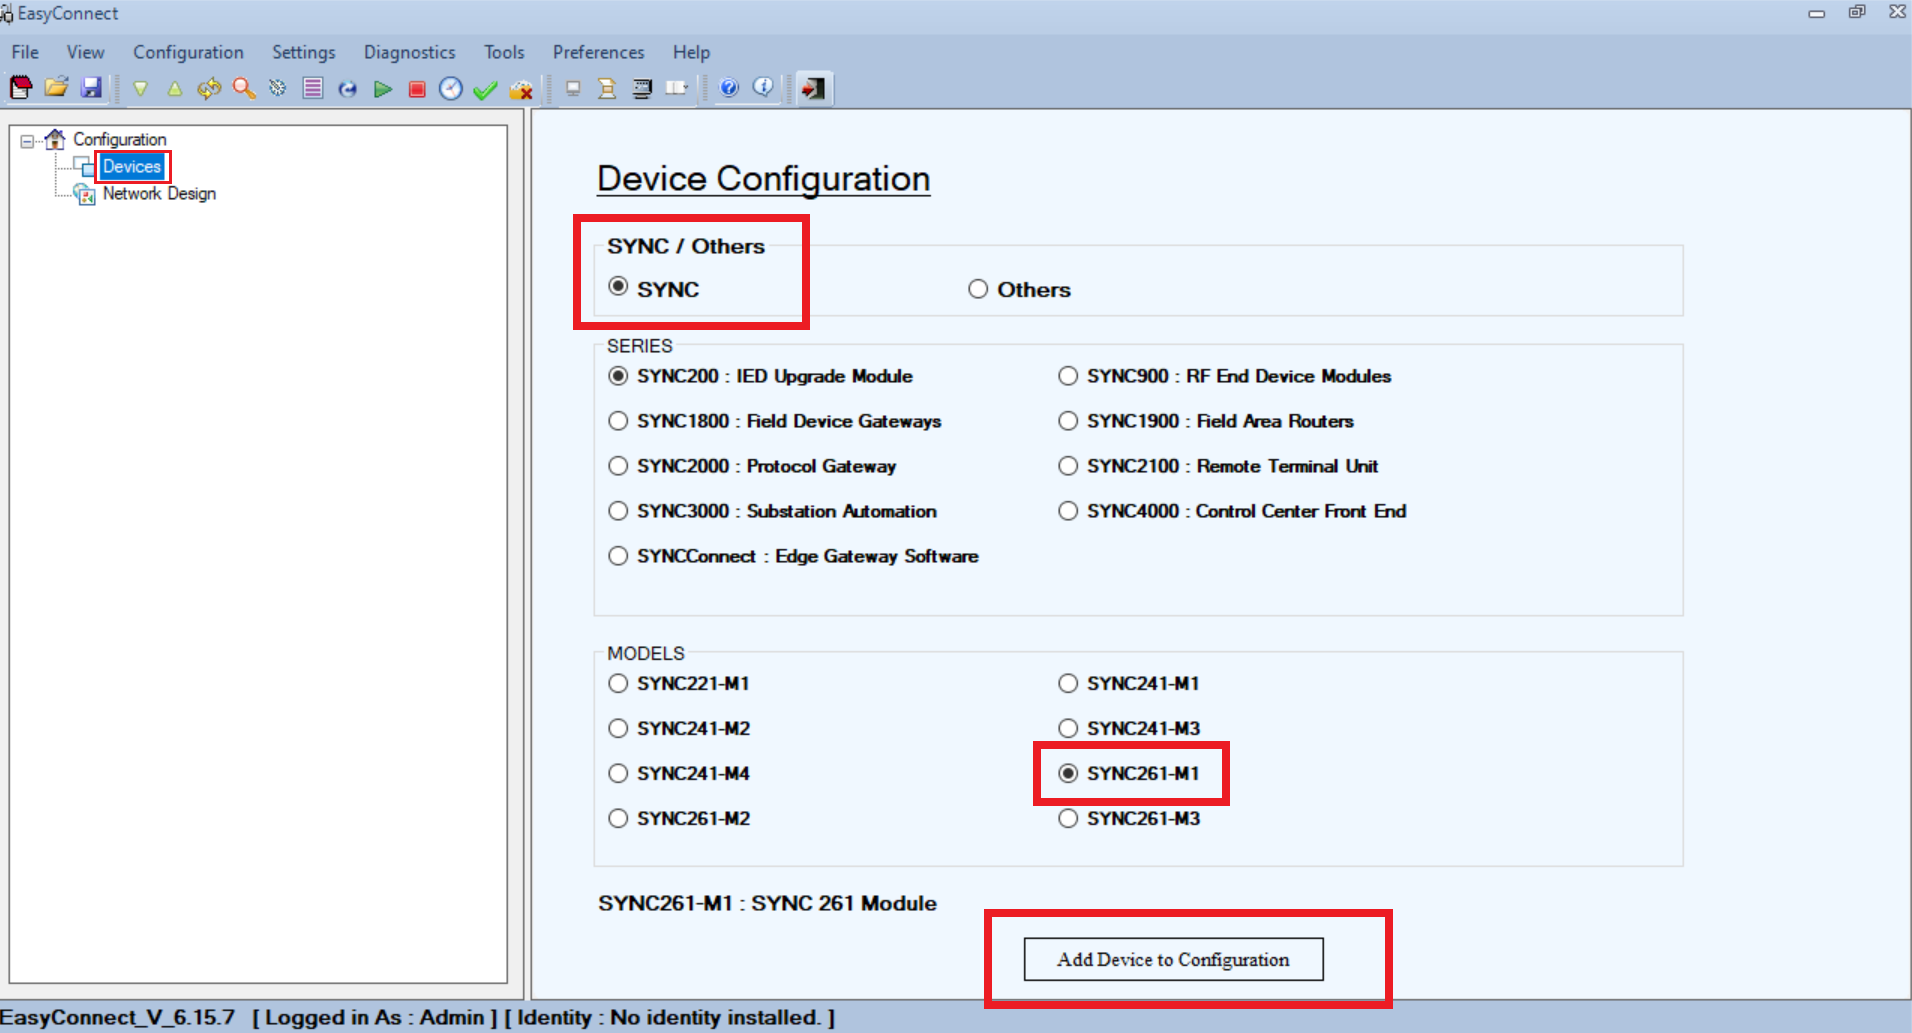 EasyConnect
File View Configuration Settings Diagnostics Tools Preferences Help
Configuration
Devices
Network Design
Device Configuration
SYNC / Others
SYNC Others
SERIES
SYNC200 : IED Upgrade Module SYNC900 : RF End Device Modules
SYNC1800 : Field Device Gateways SYNC1900 : Field Area Routers
SYNC2000 : Protocol Gateway SYNC2100 : Remote Terminal Unit
SYNC3000 : Substation Automation SYNC4000 : Control Center Front End
SYNCConnect : Edge Gateway Software
MODELS
SYNC221-M1 SYNC241-M1
SYNC241-M2 SYNC241-M3
SYNC241-M4 SYNC261-M1
SYNC261-M2 SYNC261-M3
SYNC261-M1 : SYNC 261 Module
Add Device to Configuration
EasyConnect_V_6.15.7 [ Logged in As : Admin ] [ Identity : No identity installed. ]